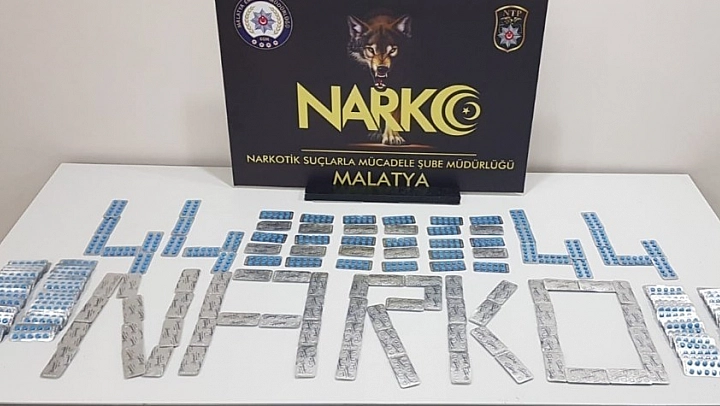 NTP
NARKO
NARKOTİK SUÇLARLA MÜCADELE ŞUBE MÜDÜRLÜĞÜ
MALATYA
44 44
NARKO